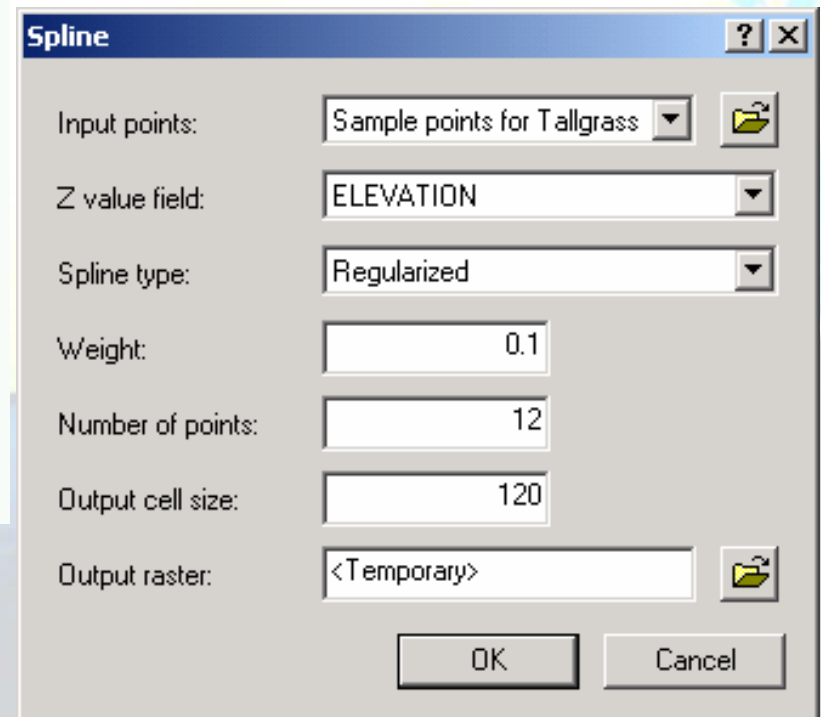 Spline
Input points: Sample points for Tallgrass
Z value field: ELEVATION
Spline type: Regularized
Weight: 0.1
Number of points: 12
Output cell size: 120
Output raster: <Temporary>
OK Cancel